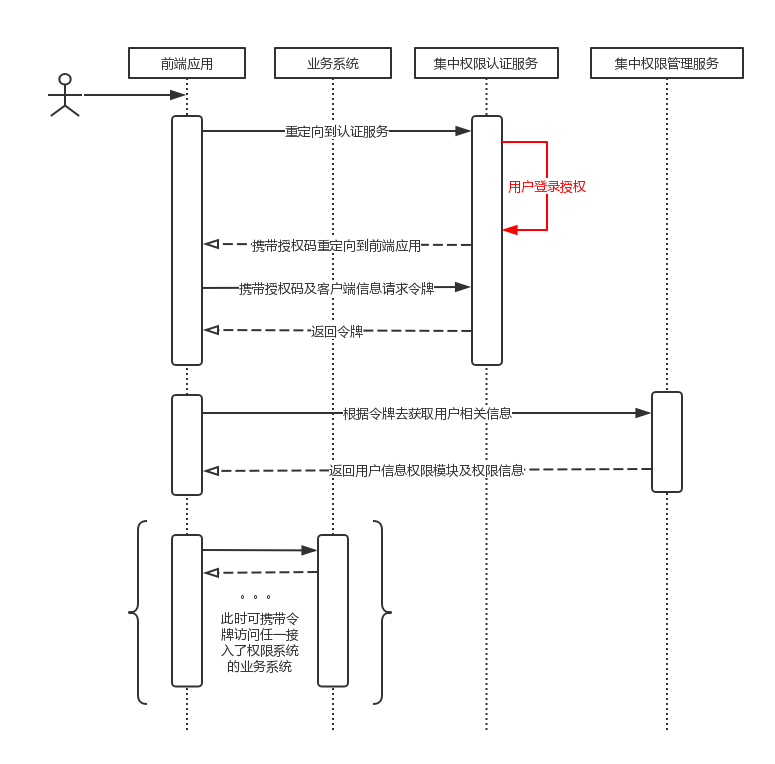 前端应用
业务系统
集中权限认证服务
集中权限管理服务
重定向到认证服务
用户登录授权
携带授权码重定向到前端应用
携带授权码及客户端信息请求令牌
返回令牌
根据令牌去获取用户相关信息
返回用户信息权限模块及权限信息
。。。
此时可携带令
牌访问任一接
入了权限系统
的业务系统